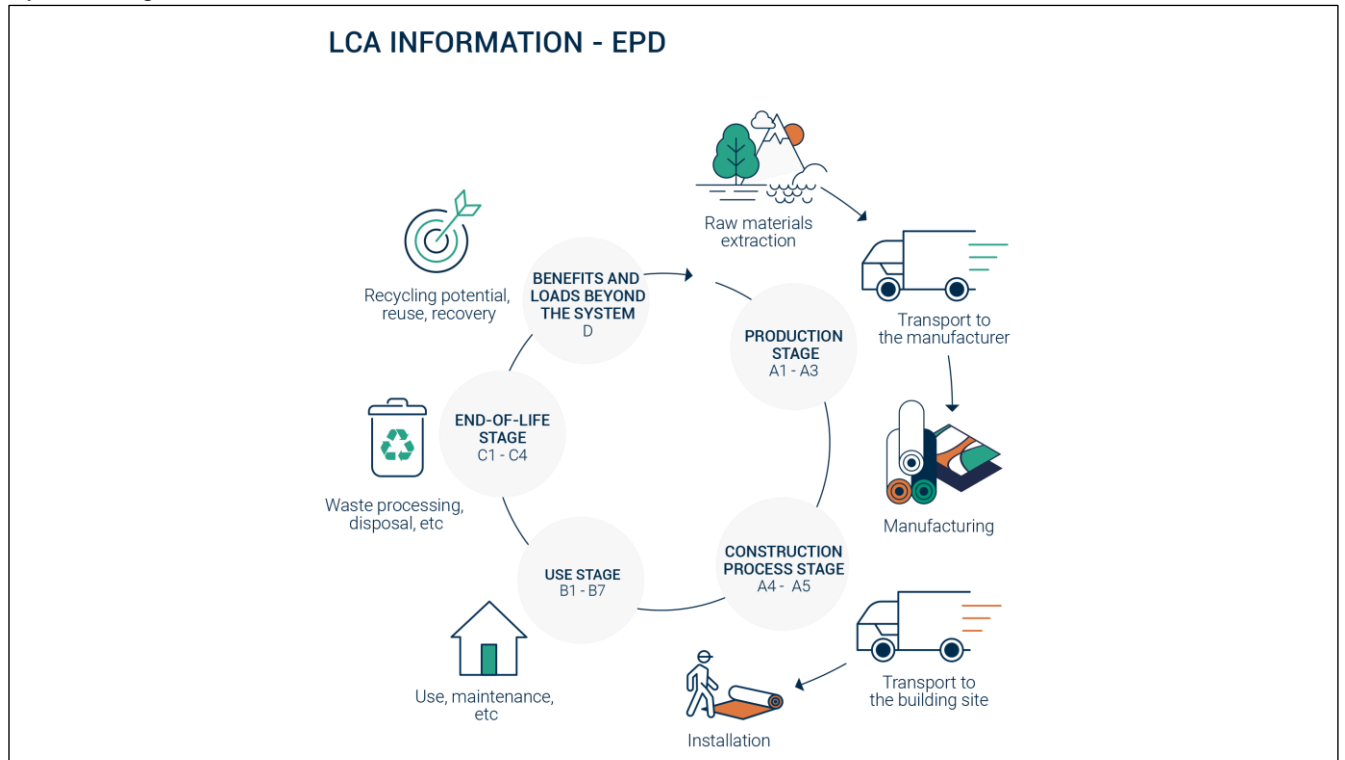 LCA INFORMATION - EPD
Raw materials
extraction
Transport to
the manufacturer
Manufacturing
Transport to
the building site
Installation
Use, maintenance,
etc
Waste processing,
disposal, etc
Recycling potential,
reuse, recovery
BENEFITS AND
LOADS BEYOND
THE SYSTEM
D
PRODUCTION
STAGE
A1 - A3
CONSTRUCTION
PROCESS STAGE
A4 - A5
USE STAGE
B1 - B7
END-OF-LIFE
STAGE
C1 - C4